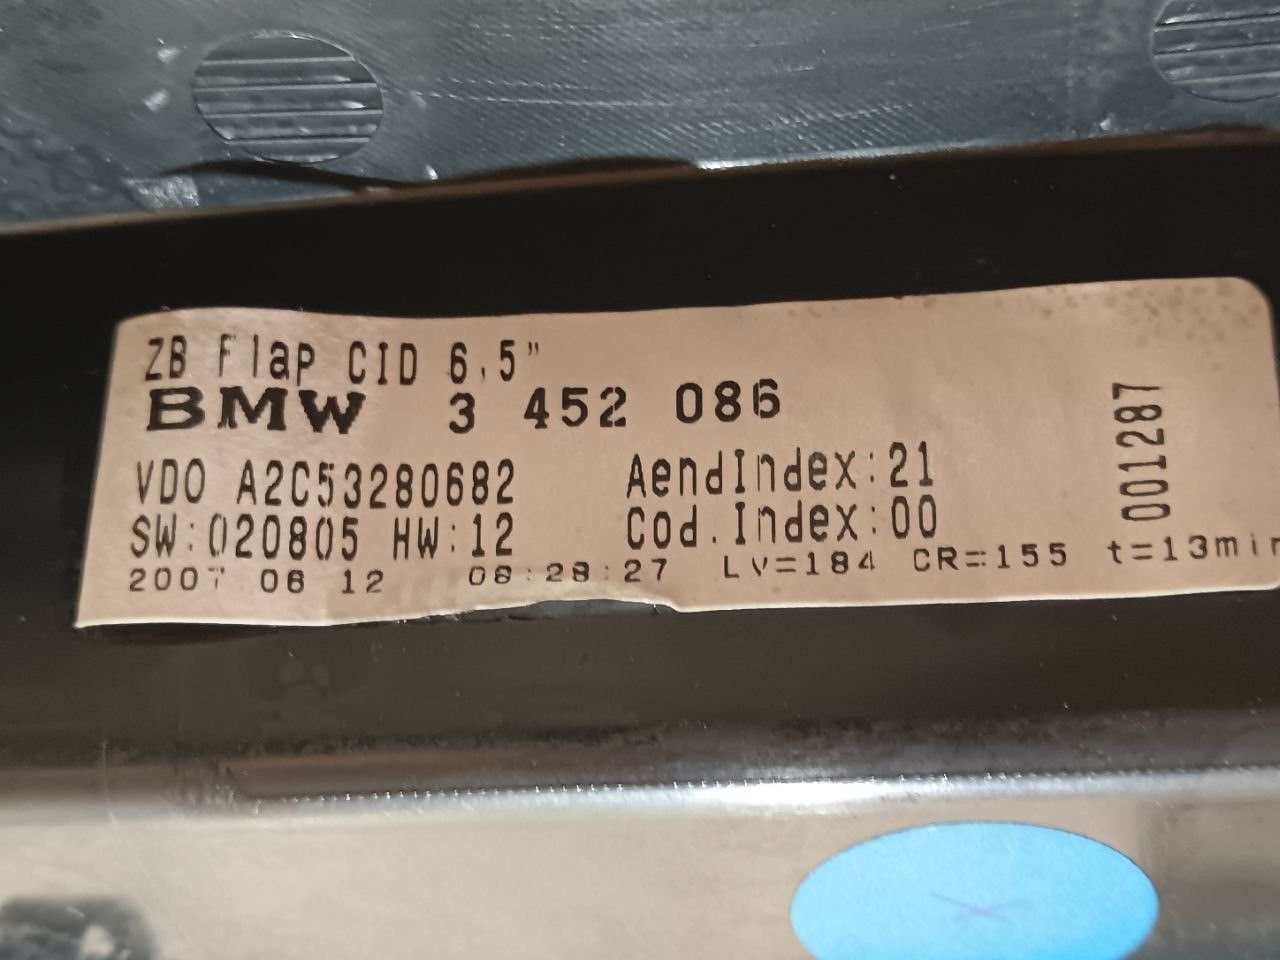 ZB Flap CID 6.5"
BMW 3 452 086
VDO A2C53280682 AendIndex:21
SW:020805 HW:12 Cod.Index:00
2007 06 12 08:28:27 LV=184 CR=155 t=13min
001287